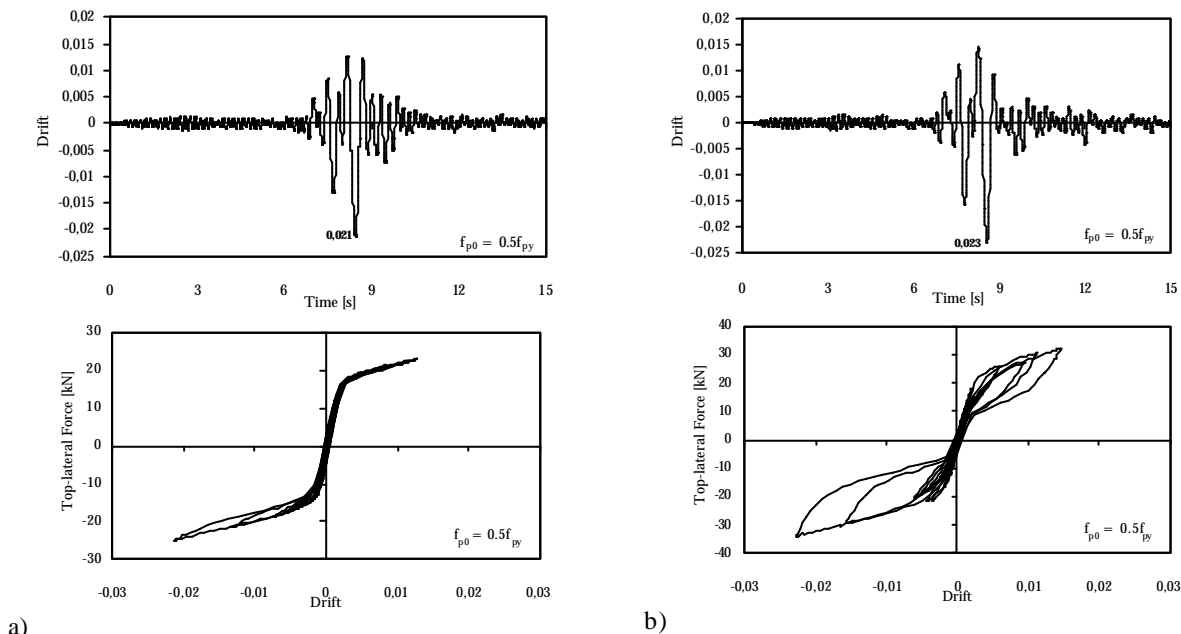 0,02
0,015
0,01
0,005
0
-0,005
-0,01
-0,015
-0,02
-0,025
Drift
0,021
f_p0 = 0.5f_py
0 3 6 9 12 15
Time [s]
30
20
10
0
-10
-20
-30
Top-lateral Force [kN]
f_p0 = 0.5f_py
-0,03 -0,02 -0,01 0 0,01 0,02 0,03
Drift
a)
0,02
0,015
0,01
0,005
0
-0,005
-0,01
-0,015
-0,02
-0,025
Drift
0,023
f_p0 = 0.5f_py
0 3 6 9 12 15
Time [s]
40
30
20
10
0
-10
-20
-30
-40
Top-lateral Force [kN]
f_p0 = 0.5f_py
-0,03 -0,02 -0,01 0 0,01 0,02 0,03
Drift
b)